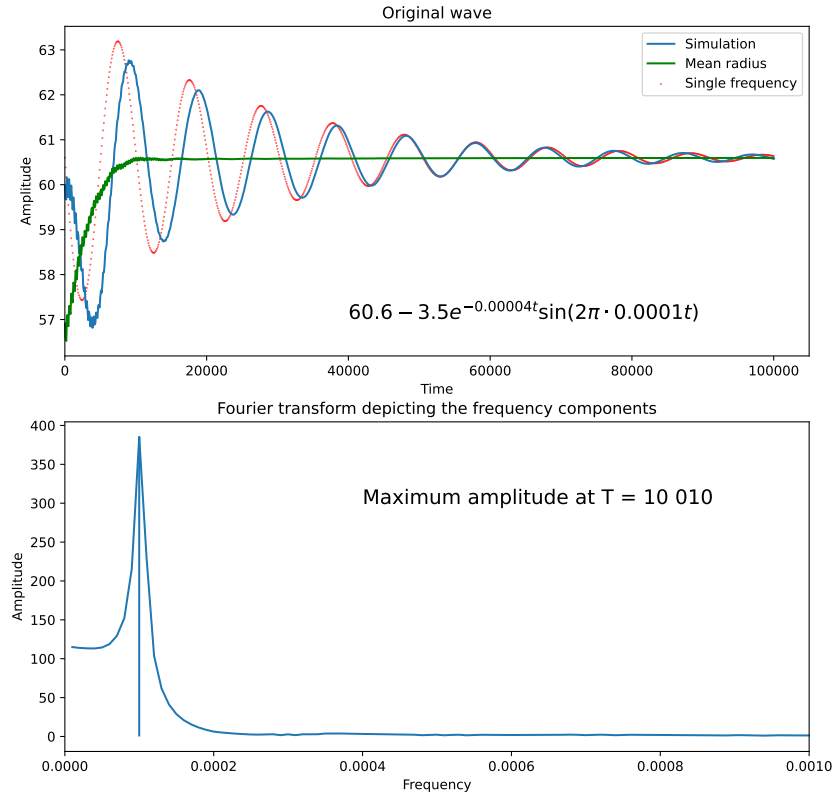 Original wave
63
62
61
60
59
58
57
Amplitude
Simulation
Mean radius
Single frequency
60.6 − 3.5e^{−0.00004t}sin(2π · 0.0001t)
0 20000 40000 60000 80000 100000
Time
Fourier transform depicting the frequency components
400
350
300
250
200
150
100
50
0
Amplitude
Maximum amplitude at T = 10 010
0.0000 0.0002 0.0004 0.0006 0.0008 0.0010
Frequency